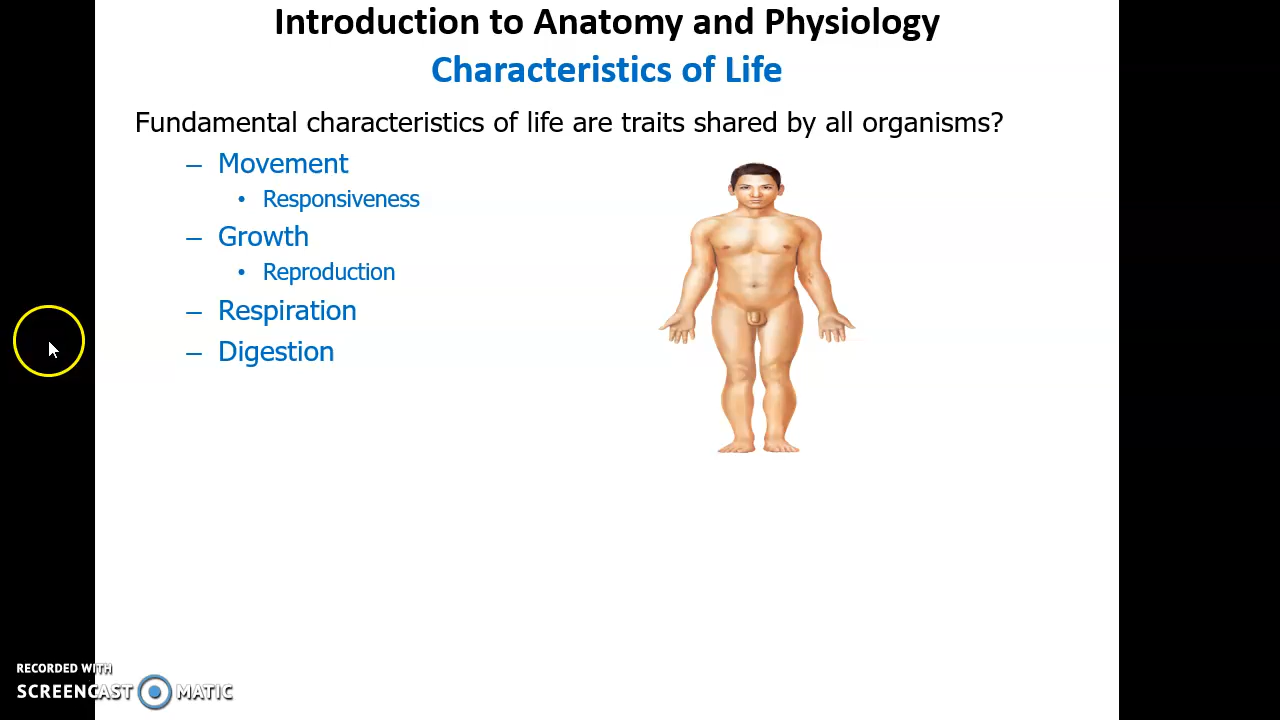 Introduction to Anatomy and Physiology
Characteristics of Life
Fundamental characteristics of life are traits shared by all organisms?
– Movement
• Responsiveness
– Growth
• Reproduction
– Respiration
– Digestion
RECORDED WITH
SCREENCAST MATIC